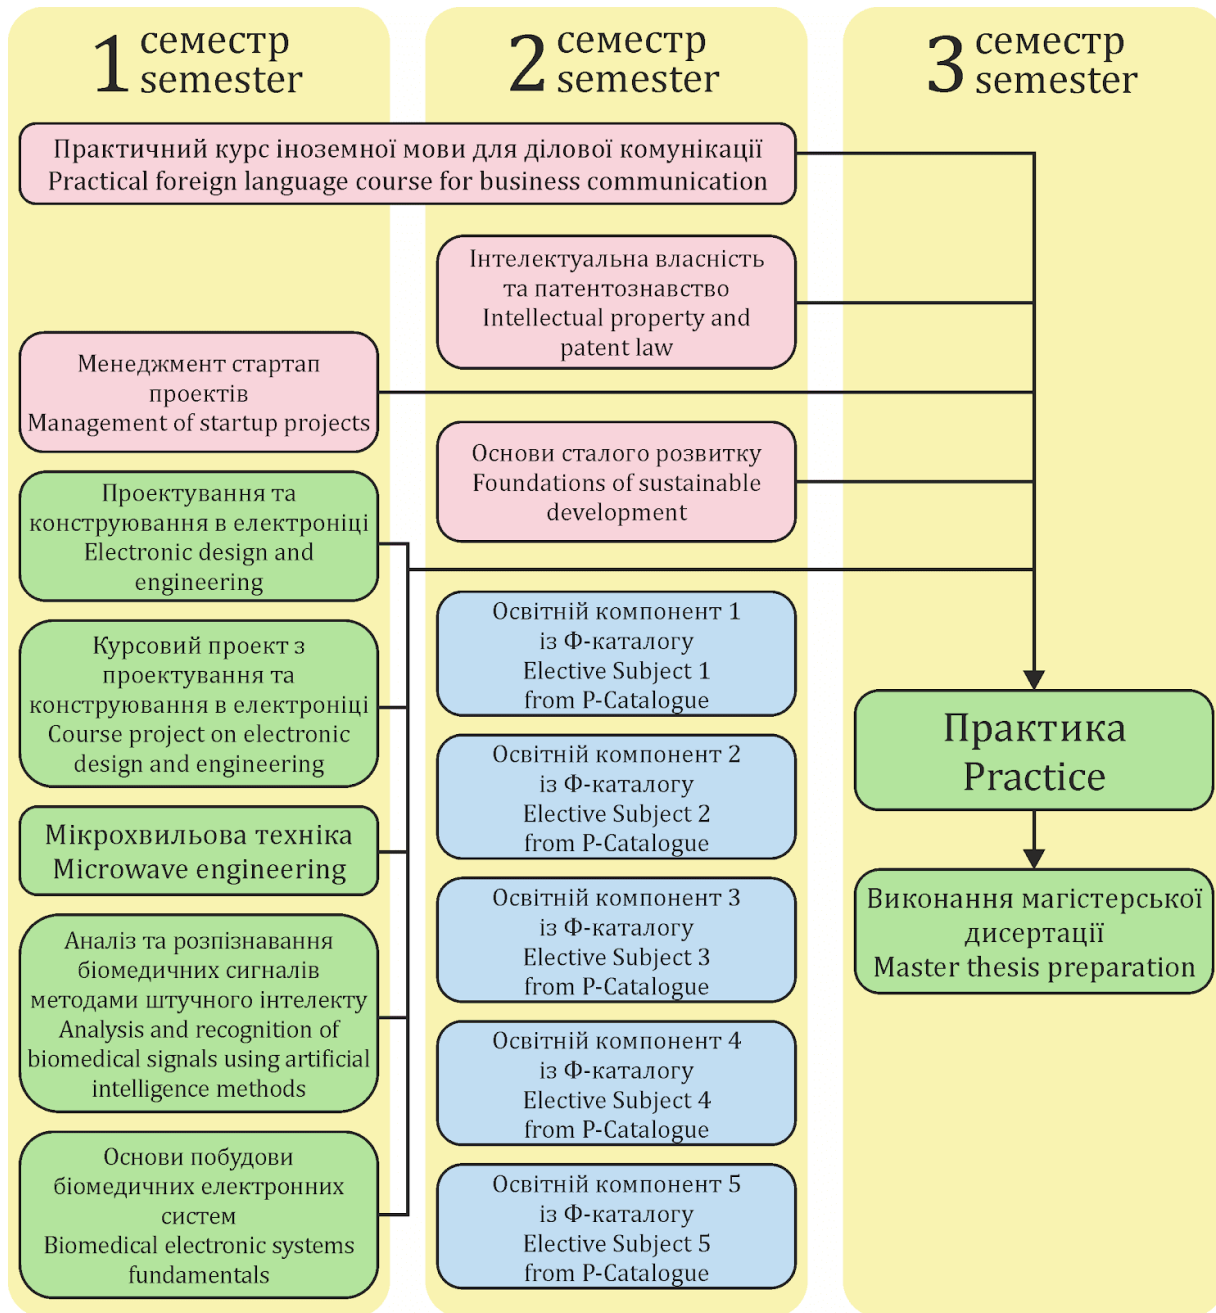 1 семестр
semester
2 семестр
semester
3 семестр
semester
Практичний курс іноземної мови для ділової комунікації
Practical foreign language course for business communication
Інтелектуальна власність
та патентознавство
Intellectual property and
patent law
Менеджмент стартап
проектів
Management of startup projects
Основи сталого розвитку
Foundations of sustainable
development
Проектування та
конструювання в електроніці
Electronic design and
engineering
Курсовий проект з
проектування та
конструювання в електроніці
Course project on electronic
design and engineering
Мікрохвильова техніка
Microwave engineering
Аналіз та розпізнавання
біомедичних сигналів
методами штучного інтелекту
Analysis and recognition of
biomedical signals using artificial
intelligence methods
Основи побудови
біомедичних електронних
систем
Biomedical electronic systems
fundamentals
Освітній компонент 1
із Ф-каталогу
Elective Subject 1
from P-Catalogue
Освітній компонент 2
із Ф-каталогу
Elective Subject 2
from P-Catalogue
Освітній компонент 3
із Ф-каталогу
Elective Subject 3
from P-Catalogue
Освітній компонент 4
із Ф-каталогу
Elective Subject 4
from P-Catalogue
Освітній компонент 5
із Ф-каталогу
Elective Subject 5
from P-Catalogue
Практика
Practice
Виконання магістерської
дисертації
Master thesis preparation